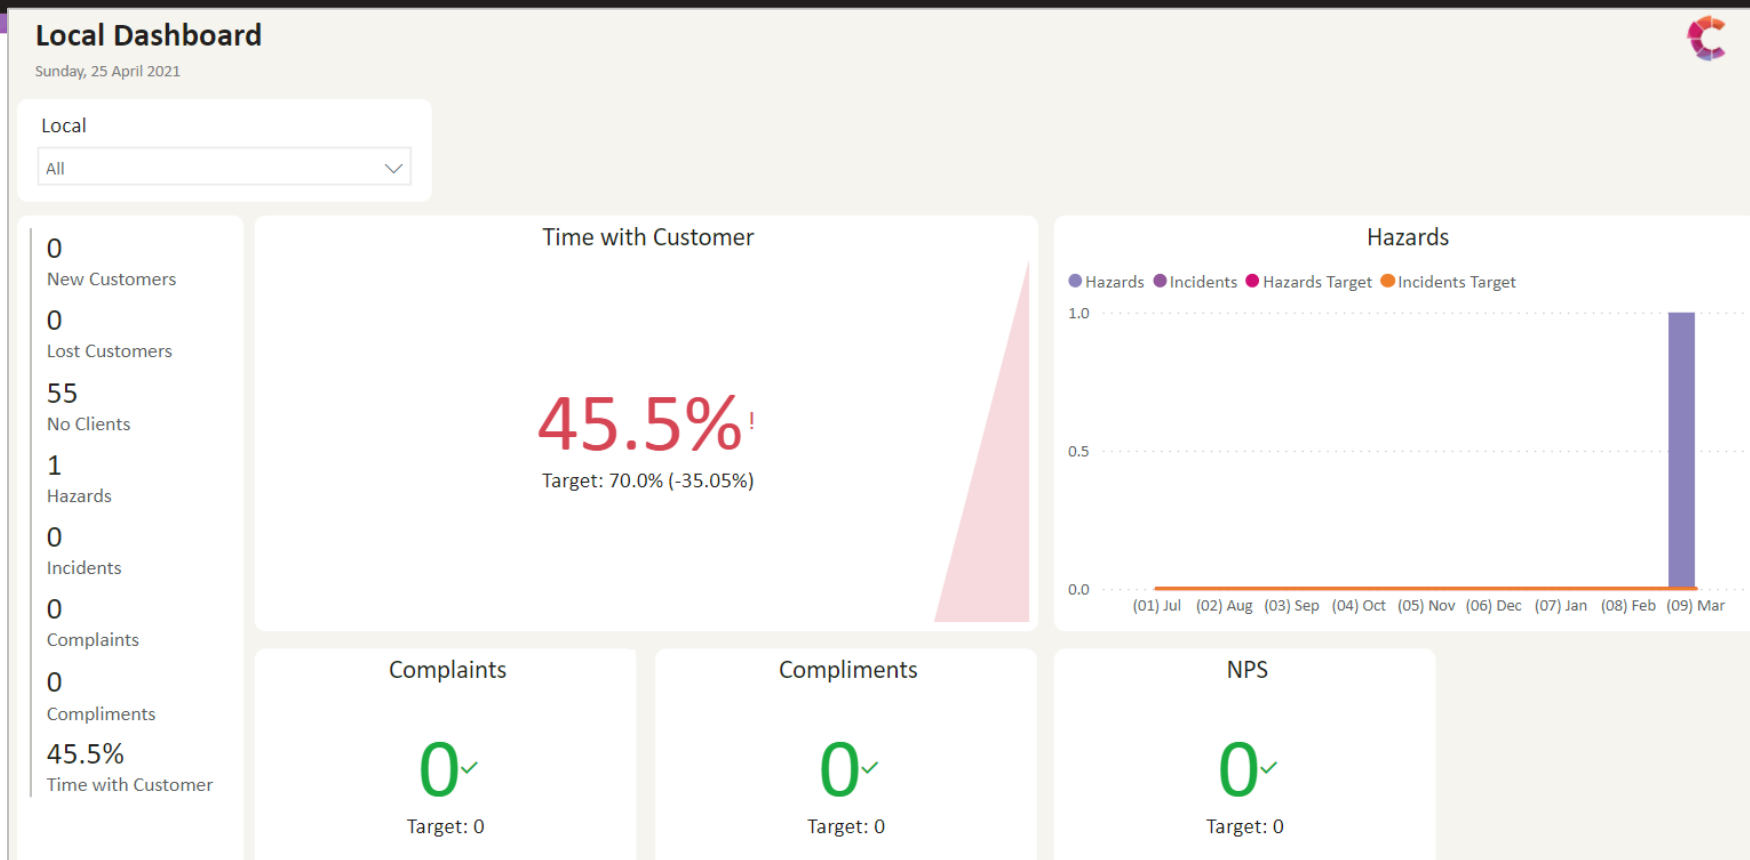 Local Dashboard
Sunday, 25 April 2021
Local
All
0
New Customers
0
Lost Customers
55
No Clients
1
Hazards
0
Incidents
0
Complaints
0
Compliments
45.5%
Time with Customer
Time with Customer
45.5%!
Target: 70.0% (-35.05%)
Hazards
Hazards Incidents Hazards Target Incidents Target
1.0
0.5
0.0
(01) Jul (02) Aug (03) Sep (04) Oct (05) Nov (06) Dec (07) Jan (08) Feb (09) Mar
Complaints
0
Target: 0
Compliments
0
Target: 0
NPS
0
Target: 0